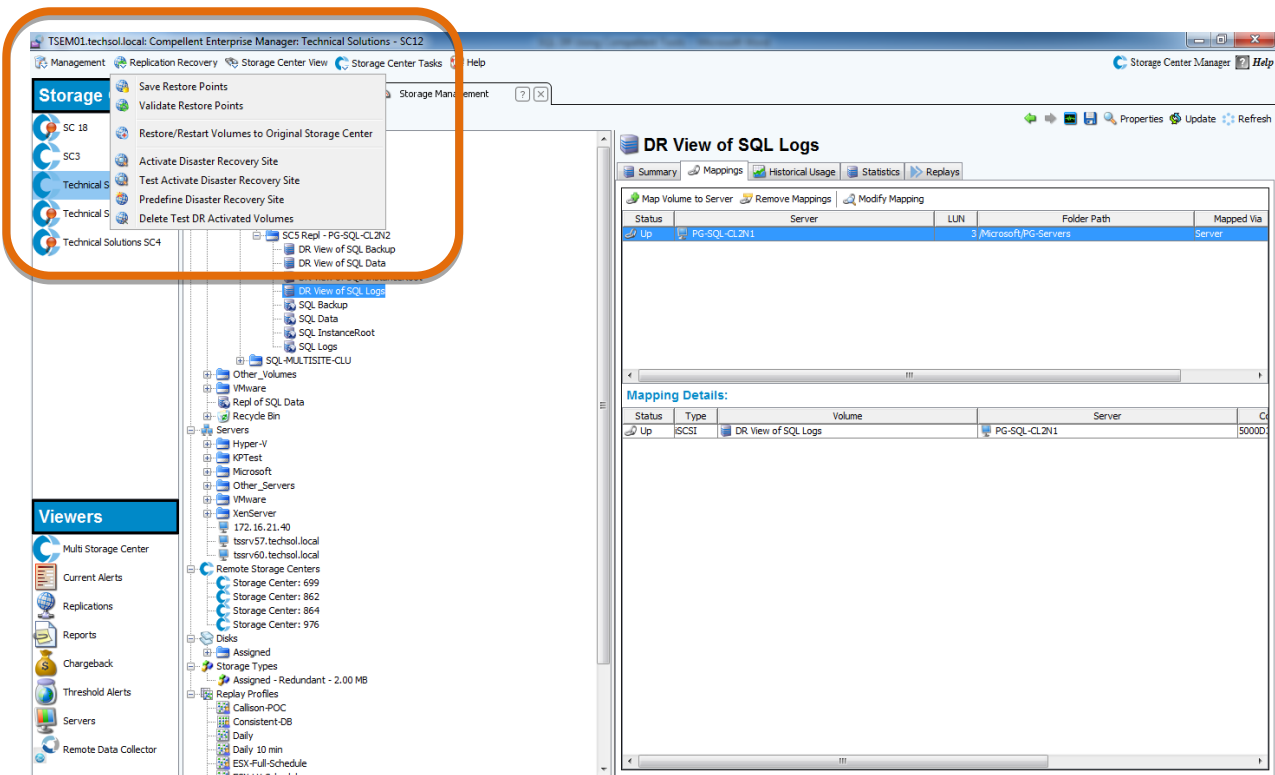 TSEM01.techsol.local: Compellent Enterprise Manager: Technical Solutions - SC12
Management Replication Recovery Storage Center View Storage Center Tasks Help
Storage Center Manager Help
Save Restore Points
Validate Restore Points
Restore/Restart Volumes to Original Storage Center
Activate Disaster Recovery Site
Test Activate Disaster Recovery Site
Predefine Disaster Recovery Site
Delete Test DR Activated Volumes
Storage
SC 18
SC3
Technical S
Technical S
Technical Solutions SC4
Storage Management
SC5 Repl - PG-SQL-CL2N2
DR View of SQL Backup
DR View of SQL Data
DR View of SQL InstanceRoot
DR View of SQL Logs
SQL Backup
SQL Data
SQL InstanceRoot
SQL Logs
SQL-MULTISITE-CLU
Other_Volumes
VMware
Repl of SQL Data
Recycle Bin
Servers
Hyper-V
KPTest
Microsoft
Other_Servers
VMware
XenServer
172.16.21.40
tssrv57.techsol.local
tssrv60.techsol.local
Remote Storage Centers
Storage Center: 699
Storage Center: 862
Storage Center: 864
Storage Center: 976
Disks
Assigned
Storage Types
Assigned - Redundant - 2.00 MB
Replay Profiles
Callison-POC
Consistent-DB
Daily
Daily 10 min
ESX-Full-Schedule
Viewers
Multi Storage Center
Current Alerts
Replications
Reports
Chargeback
Threshold Alerts
Servers
Remote Data Collector
Properties Update Refresh
DR View of SQL Logs
Summary Mappings Historical Usage Statistics Replays
Map Volume to Server Remove Mappings Modify Mapping
Status Server LUN Folder Path Mapped Via
Up PG-SQL-CL2N1 3 /Microsoft/PG-Servers Server
Mapping Details:
Status Type Volume Server Co
Up iSCSI DR View of SQL Logs PG-SQL-CL2N1 5000D3